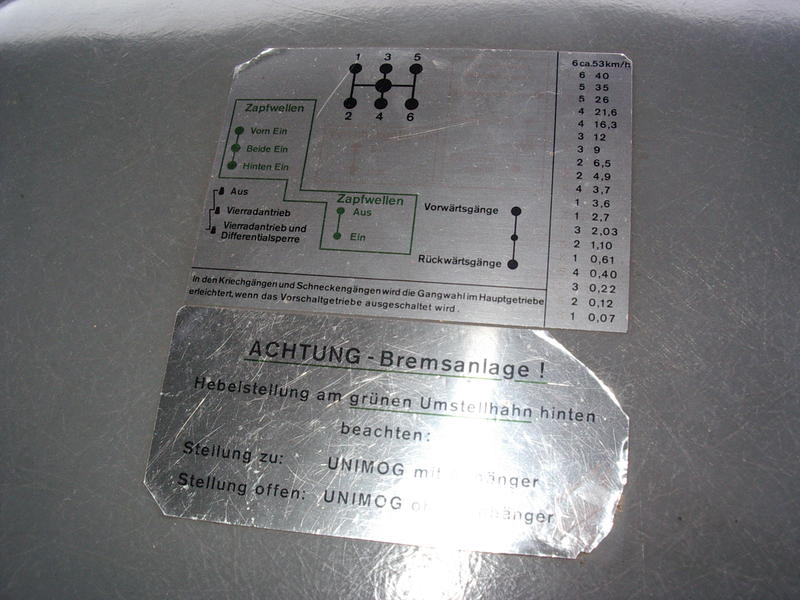 1 3 5
2 4 6
Zapfwellen
Vorn Ein
Beide Ein
Hinten Ein
Aus
Vierradantrieb
Vierradantrieb und
Differentialsperre
Zapfwellen
Aus
Ein
Vorwärtsgänge
Rückwärtsgänge
6 ca. 53 km/h
6 40
5 35
5 26
4 21,6
4 16,3
3 12
3 9
2 6,5
2 4,9
4 3,7
1 3,6
1 2,7
3 2,03
2 1,10
1 0,61
4 0,40
3 0,22
2 0,12
1 0,07
In den Kriechgängen und Schneckengängen wird die Gangwahl im Hauptgetriebe
erleichtert, wenn das Vorschaltgetriebe ausgeschaltet wird.
ACHTUNG - Bremsanlage !
Hebelstellung am grünen Umstellhahn hinten
beachten:
Stellung zu: UNIMOG mit Anhänger
Stellung offen: UNIMOG ohne Anhänger